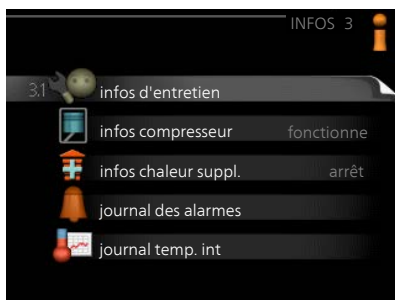 INFOS 3
3.1 infos d'entretien
infos compresseur fonctionne
infos chaleur suppl. arrêt
journal des alarmes
journal temp. int